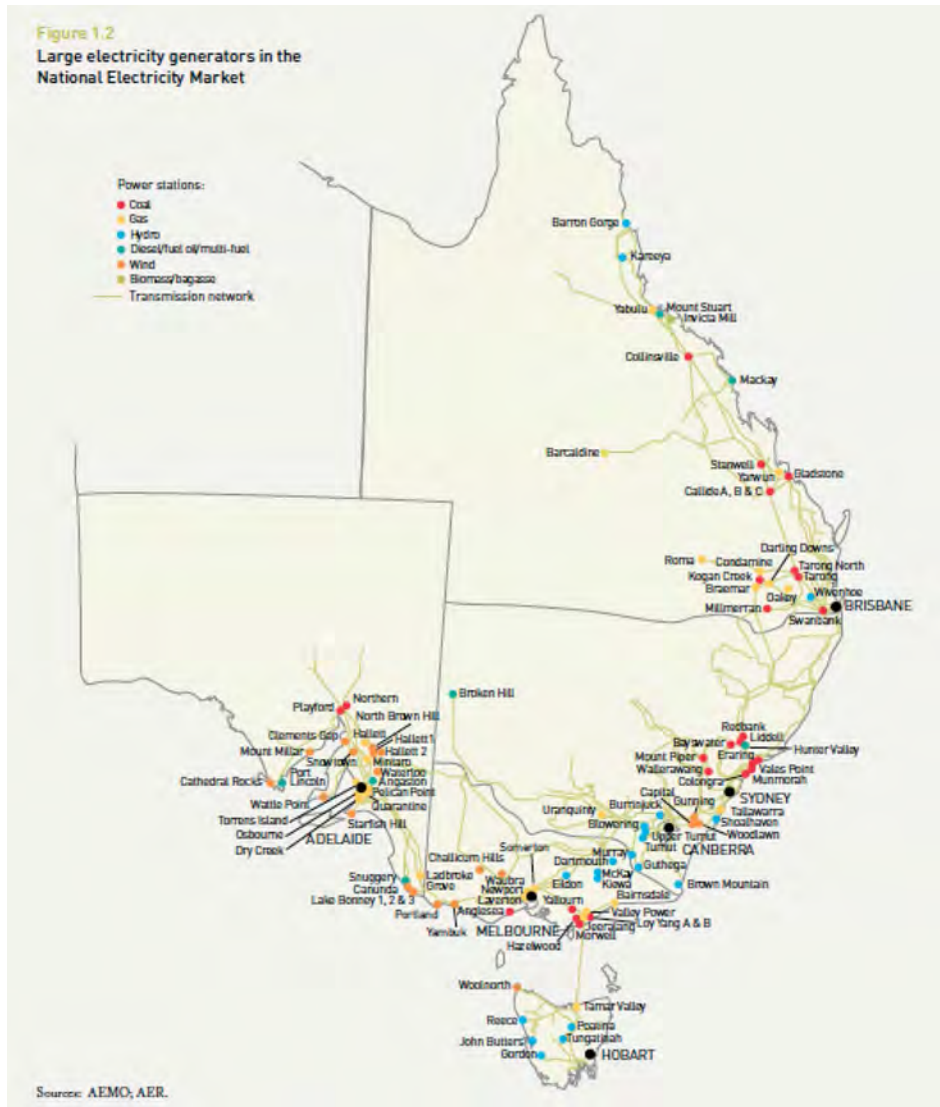 Figure 1.2
Large electricity generators in the
National Electricity Market
Power stations:
Coal
Gas
Hydro
Diesel/fuel oil/multi-fuel
Wind
Biomass/bagasse
Transmission network
Barron Gorge
Kareeya
Yabulu
Mount Stuart
Invicta Mill
Collinsville
Mackay
Barcaldine
Stanwell
Yarwun
Gladstone
Callide A, B & C
Darling Downs
Roma
Condamine
Tarong North
Kogan Creek
Tarong
Braemar
Oakey
Wivenhoe
BRISBANE
Millmerran
Swanbank
Broken Hill
Northern
Playford
North Brown Hill
Clements Gap
Hallett
Hallett 1
Mount Millar
Hallett 2
Snowtown
Mintaro
Waterloo
Cathedral Rocks
Port
Lincoln
Angaston
Pelican Point
Wattle Point
Quarantine
Torrens Island
Starfish Hill
Osbourne
ADELAIDE
Dry Creek
Redbank
Bayswater
Liddell
Hunter Valley
Mount Piper
Eraring
Wallerawang
Vales Point
Colongra
Munmorah
SYDNEY
Capital
Gunning
Uranquinty
Burrinjuck
Tallawarra
Blowering
Shoalhaven
Upper Tumut
Woodlawn
Tumut
CANBERRA
Somerton
Murray
Challicum Hills
Dartmouth
Guthega
Snuggery
Ladbroke
Grove
Waubra
McKay
Canunda
Newport
Eildon
Kiewa
Brown Mountain
Lake Bonney 1, 2 & 3
Laverton
Yallourn
Bairnsdale
Portland
Anglesea
Valley Power
Yambuk
MELBOURNE
Jeeralang
Loy Yang A & B
Hazelwood
Morwell
Woolnorth
Tamar Valley
Reece
Poatina
John Butters
Tungatinah
Gordon
HOBART
Sources: AEMO; AER.